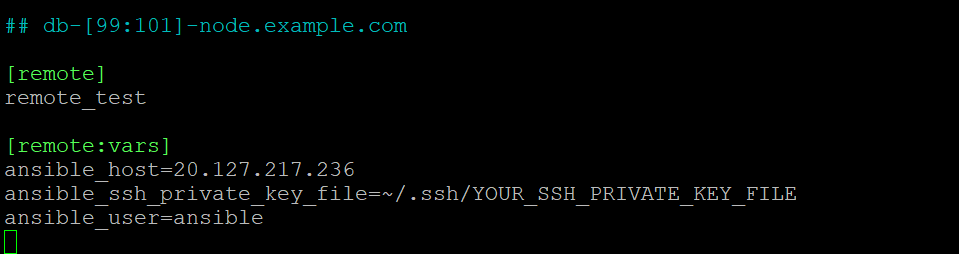 ## db-[99:101]-node.example.com
[remote]
remote_test
[remote:vars]
ansible_host=20.127.217.236
ansible_ssh_private_key_file=~/.ssh/YOUR_SSH_PRIVATE_KEY_FILE
ansible_user=ansible